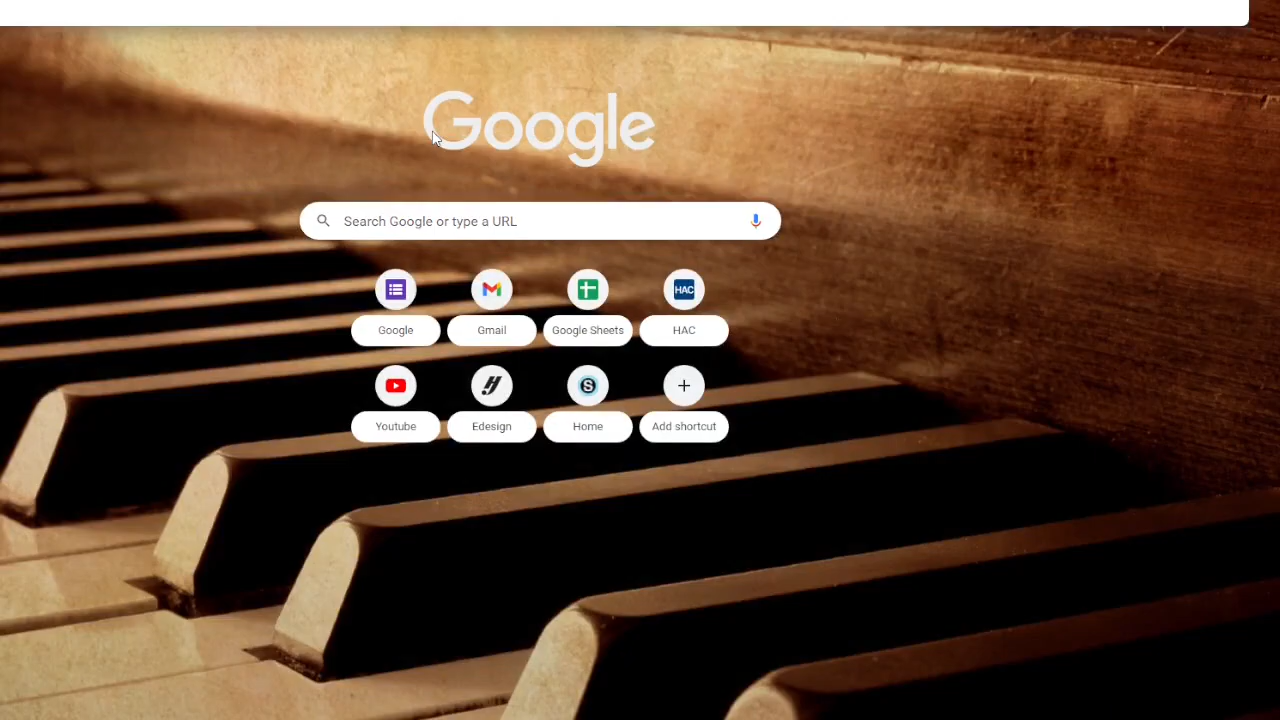 Google
Search Google or type a URL
HAC
Google
Gmail
Google Sheets
HAC
S
Youtube
Edesign
Home
Add shortcut